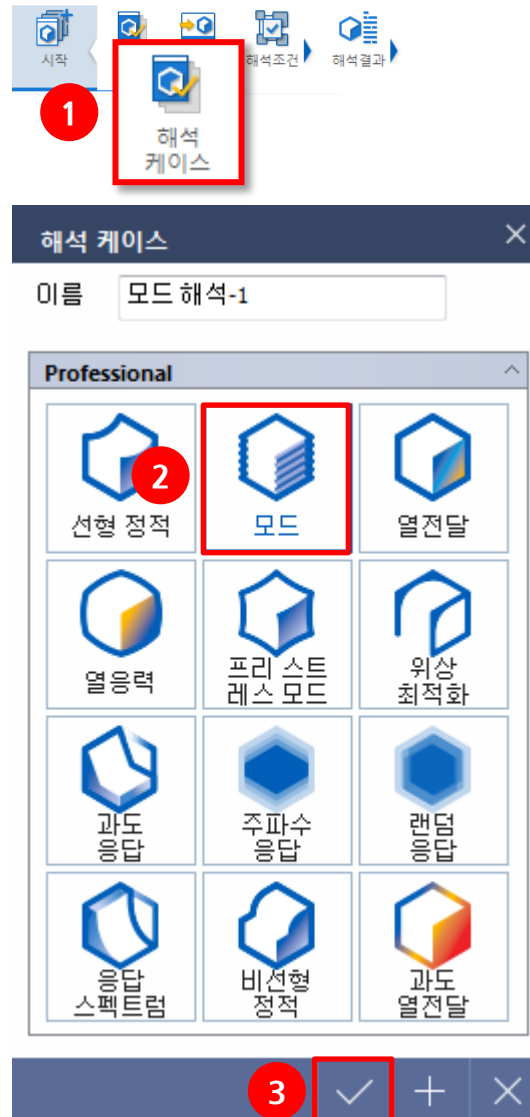 시작
해석조건
해석결과
1
해석
케이스
해석 케이스
이름
모드 해석-1
Professional
2
선형 정적
모드
열전달
열응력
프리 스트
레스 모드
위상
최적화
과도
응답
주파수
응답
랜덤
응답
응답
스펙트럼
비선형
정적
과도
열전달
3